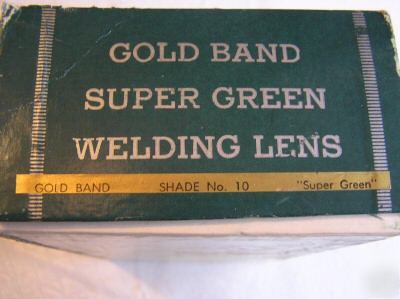 GOLD BAND
SUPER GREEN
WELDING LENS
GOLD BAND SHADE No. 10 "Super Green"